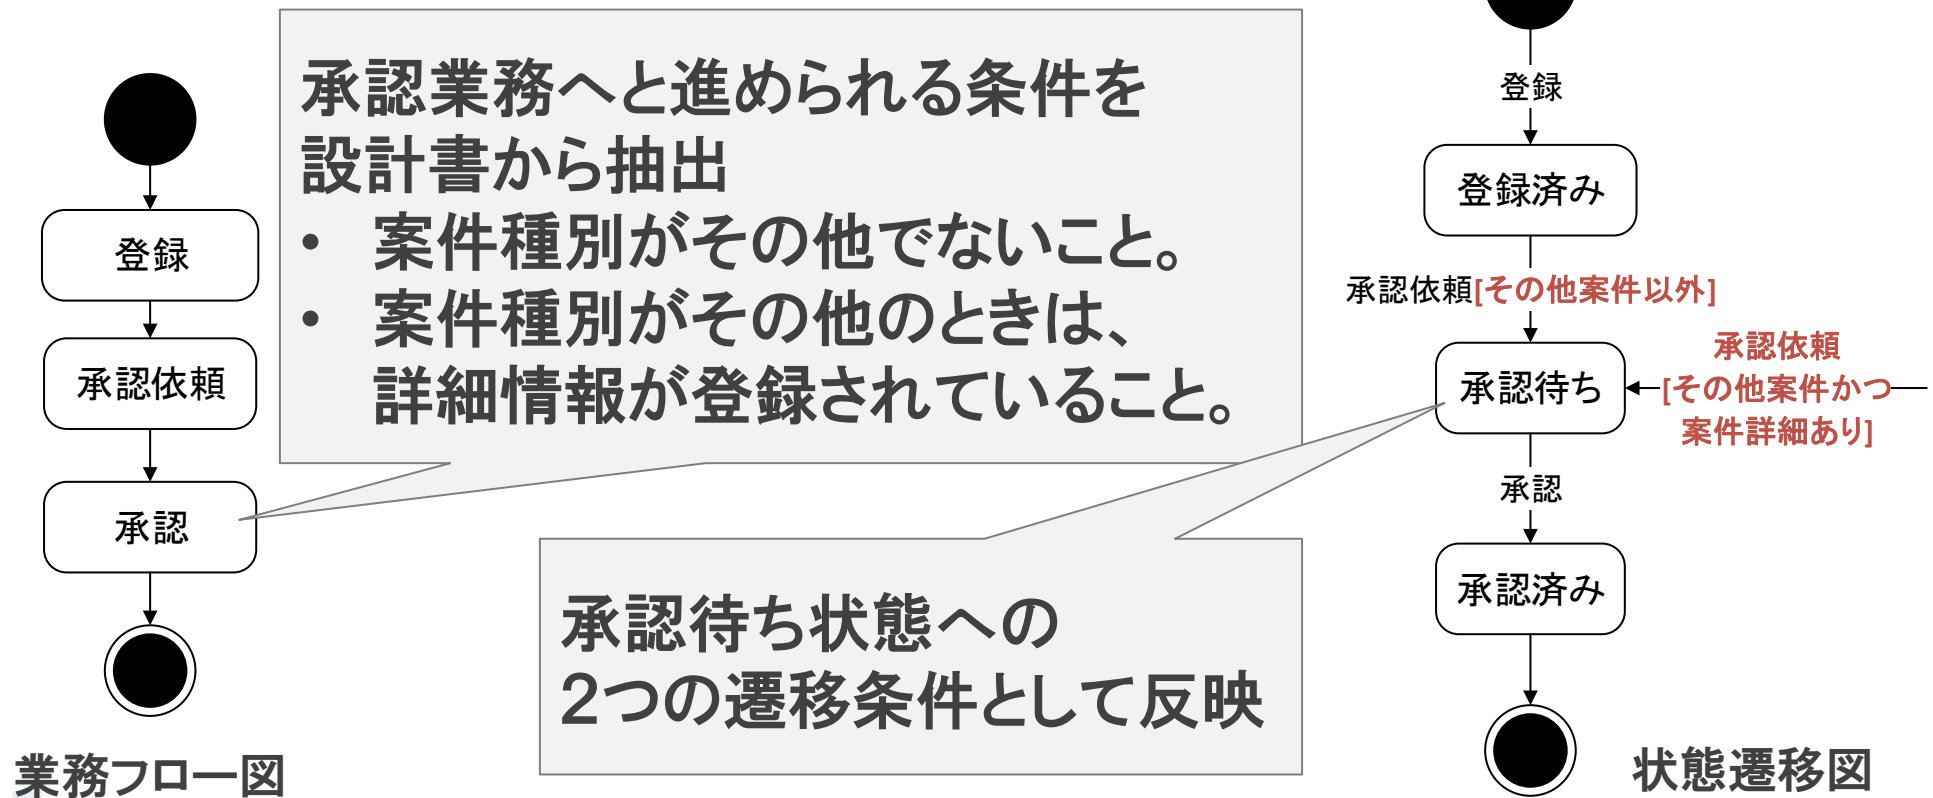 登録
承認依頼
承認
業務フロー図
承認業務へと進められる条件を
設計書から抽出
• 案件種別がその他でないこと。
• 案件種別がその他のときは、
詳細情報が登録されていること。
承認待ち状態への
2つの遷移条件として反映
登録
登録済み
承認依頼[その他案件以外]
承認待ち
承認依頼
[その他案件かつ
案件詳細あり]
承認
承認済み
状態遷移図